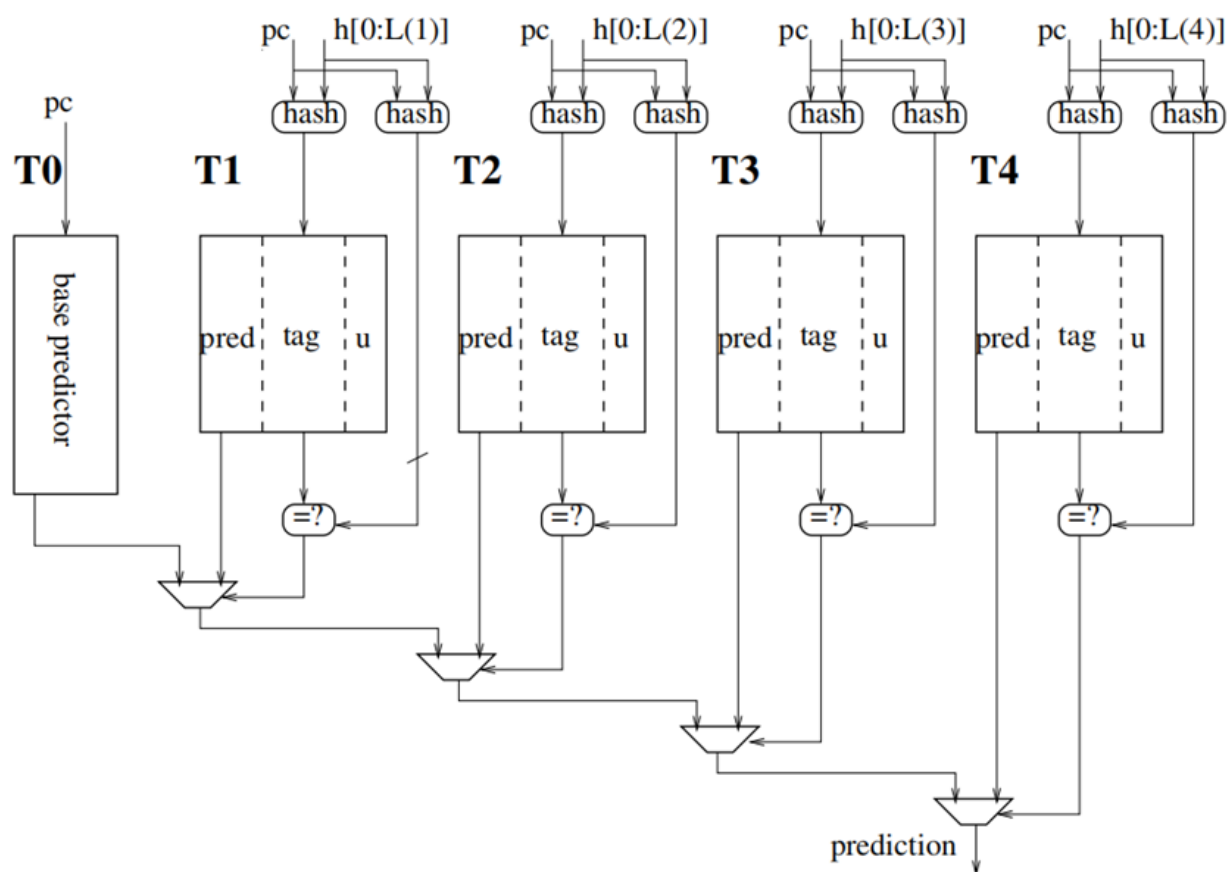 pc h[0:L(1)] pc h[0:L(2)] pc h[0:L(3)] pc h[0:L(4)]
pc
hash hash hash hash hash hash hash hash
T0 T1 T2 T3 T4
base predictor
pred tag u pred tag u pred tag u pred tag u
=? =? =? =?
prediction